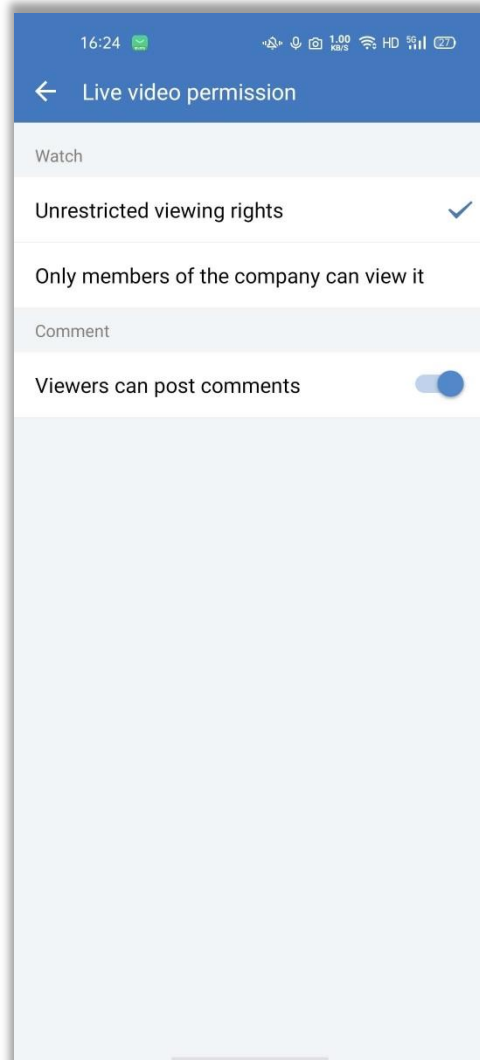 16:24
1.00 KB/S HD 5G 27
Live video permission
Watch
Unrestricted viewing rights
Only members of the company can view it
Comment
Viewers can post comments